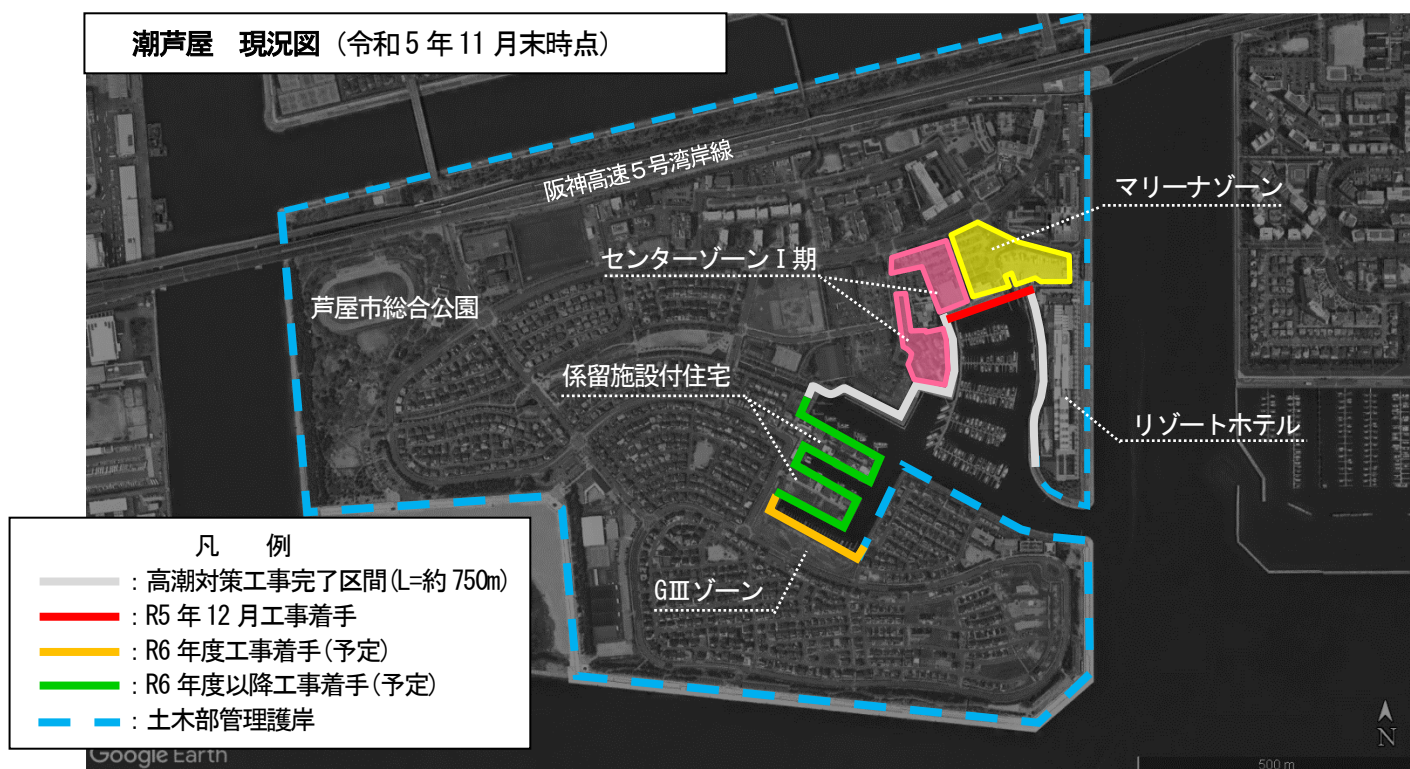 潮芦屋 現況図（令和5年11月末時点）
阪神高速５号湾岸線
マリーナゾーン
センターゾーンⅠ期
芦屋市総合公園
係留施設付住宅
リゾートホテル
GⅢゾーン
凡 例
：高潮対策工事完了区間(L=約750m)
：R5年12月工事着手
：R6年度工事着手(予定)
：R6年度以降工事着手(予定)
：土木部管理護岸
Google Earth
N
500 m